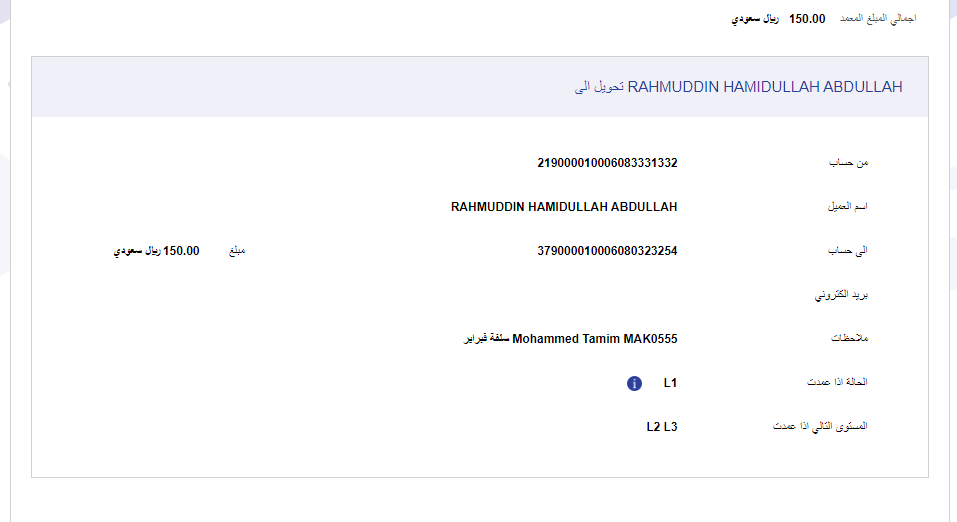 اجمالي المبلغ المعمد 150.00 ريال سعودي
RAHMUDDIN HAMIDULLAH ABDULLAH تحويل الى
من حساب 219000010006083331332
اسم العميل RAHMUDDIN HAMIDULLAH ABDULLAH
الى حساب 379000010006080323254 مبلغ 150.00 ريال سعودي
بريد الكتروني
ملاحظات Mohammed Tamim MAK0555 سلفة فبراير
الحالة اذا عمدت L1
المستوى التالي اذا عمدت L2 L3